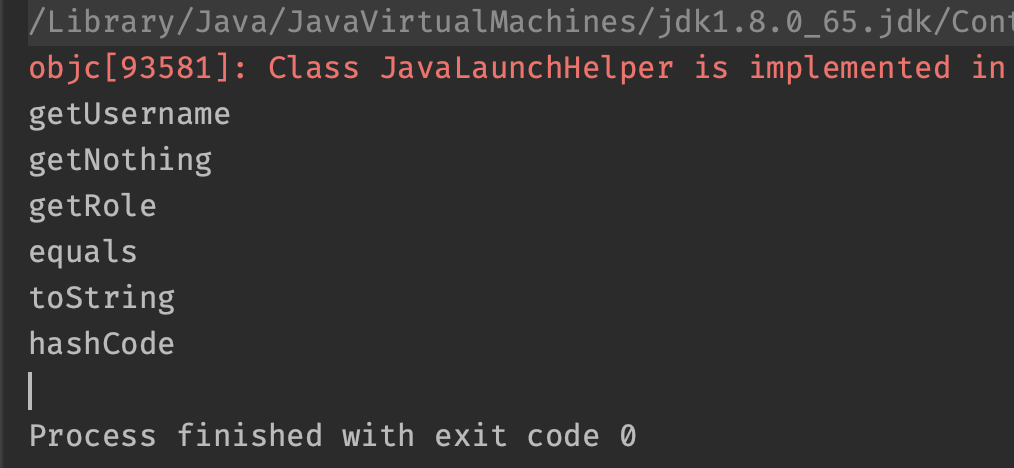 /Library/Java/JavaVirtualMachines/jdk1.8.0_65.jdk/Cont
objc[93581]: Class JavaLaunchHelper is implemented in
getUsername
getNothing
getRole
equals
toString
hashCode
Process finished with exit code 0